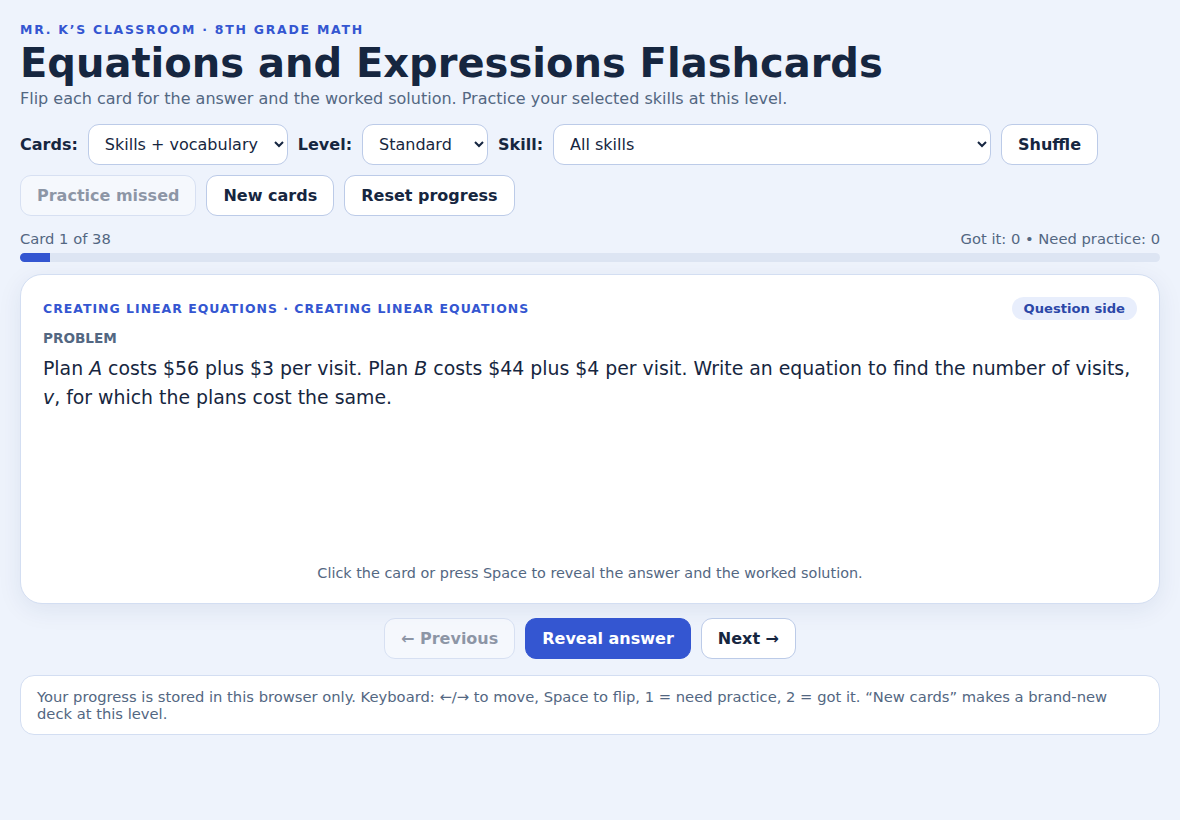 MR. K’S CLASSROOM · 8TH GRADE MATH
Equations and Expressions Flashcards
Flip each card for the answer and the worked solution. Practice your selected skills at this level.
Cards: Skills + vocabulary Level: Standard Skill: All skills Shuffle
Practice missed New cards Reset progress
Card 1 of 38 Got it: 0 • Need practice: 0
CREATING LINEAR EQUATIONS · CREATING LINEAR EQUATIONS Question side
PROBLEM
Plan A costs $56 plus $3 per visit. Plan B costs $44 plus $4 per visit. Write an equation to find the number of visits,
v, for which the plans cost the same.
Click the card or press Space to reveal the answer and the worked solution.
← Previous Reveal answer Next →
Your progress is stored in this browser only. Keyboard: ←/→ to move, Space to flip, 1 = need practice, 2 = got it. “New cards” makes a brand-new
deck at this level.